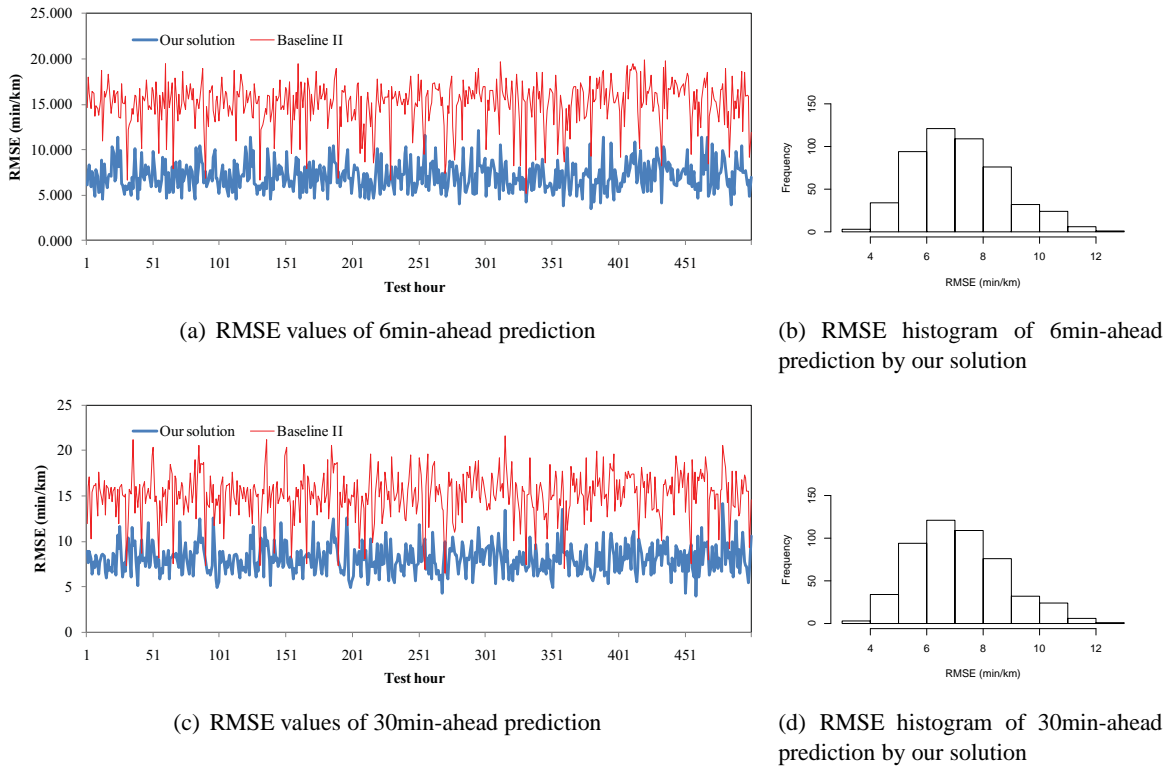 25.000
20.000
15.000
10.000
5.000
0.000
RMSE (min/km)
Our solution
Baseline II
1 51 101 151 201 251 301 351 401 451
Test hour
(a) RMSE values of 6min-ahead prediction
150
100
50
0
Frequency
4 6 8 10 12
RMSE (min/km)
(b) RMSE histogram of 6min-ahead
prediction by our solution
25
20
15
10
5
0
RMSE (min/km)
Our solution
Baseline II
1 51 101 151 201 251 301 351 401 451
Test hour
(c) RMSE values of 30min-ahead prediction
150
100
50
0
Frequency
4 6 8 10 12
RMSE (min/km)
(d) RMSE histogram of 30min-ahead
prediction by our solution